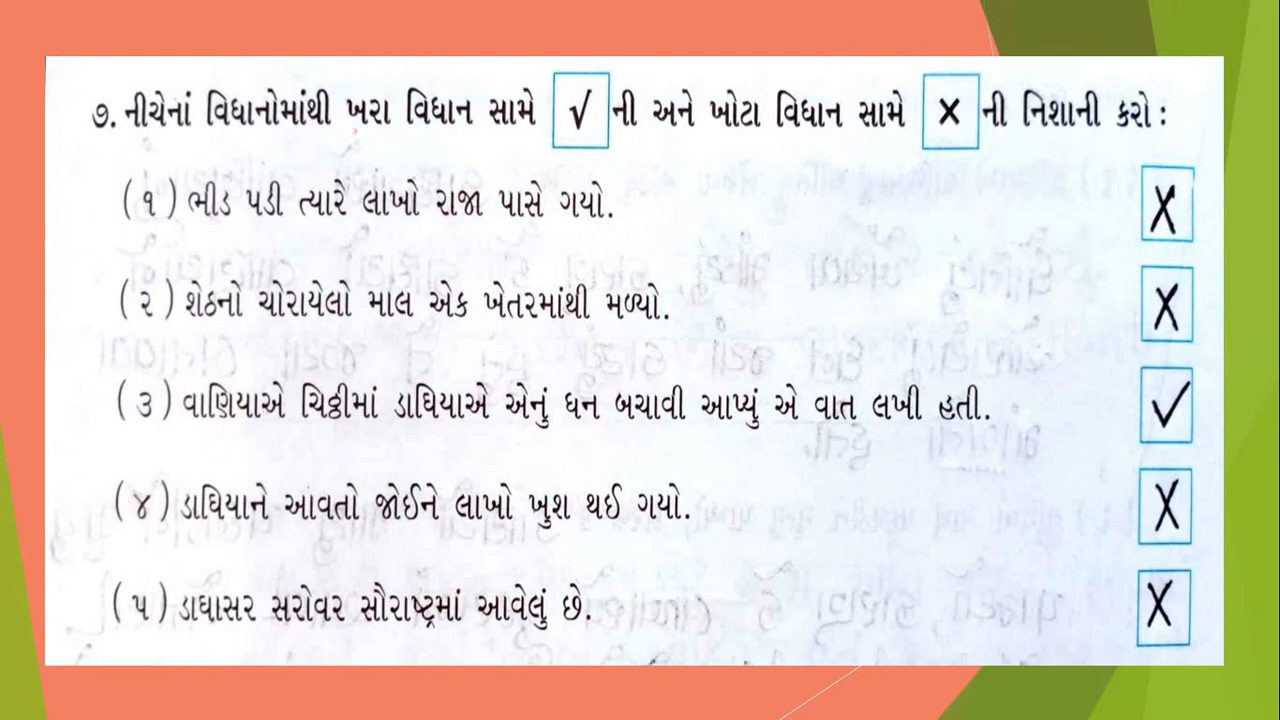 ૭. નીચેનાં વિધાનોમાંથી ખરા વિધાન સામે √ ની અને ખોટા વિધાન સામે × ની નિશાની કરો :
(૧) ભીડ પડી ત્યારે લાખો રાજા પાસે ગયો. X
(૨) શેઠનો ચોરાયેલો માલ એક ખેતરમાંથી મળ્યો. X
(૩) વાણિયાએ ચિઠ્ઠીમાં ડાઘિયાએ એનું ધન બચાવી આપ્યું એ વાત લખી હતી. ✓
(૪) ડાઘિયાને આવતો જોઈને લાખો ખુશ થઈ ગયો. X
(૫) ડાઘાસર સરોવર સૌરાષ્ટ્રમાં આવેલું છે. X